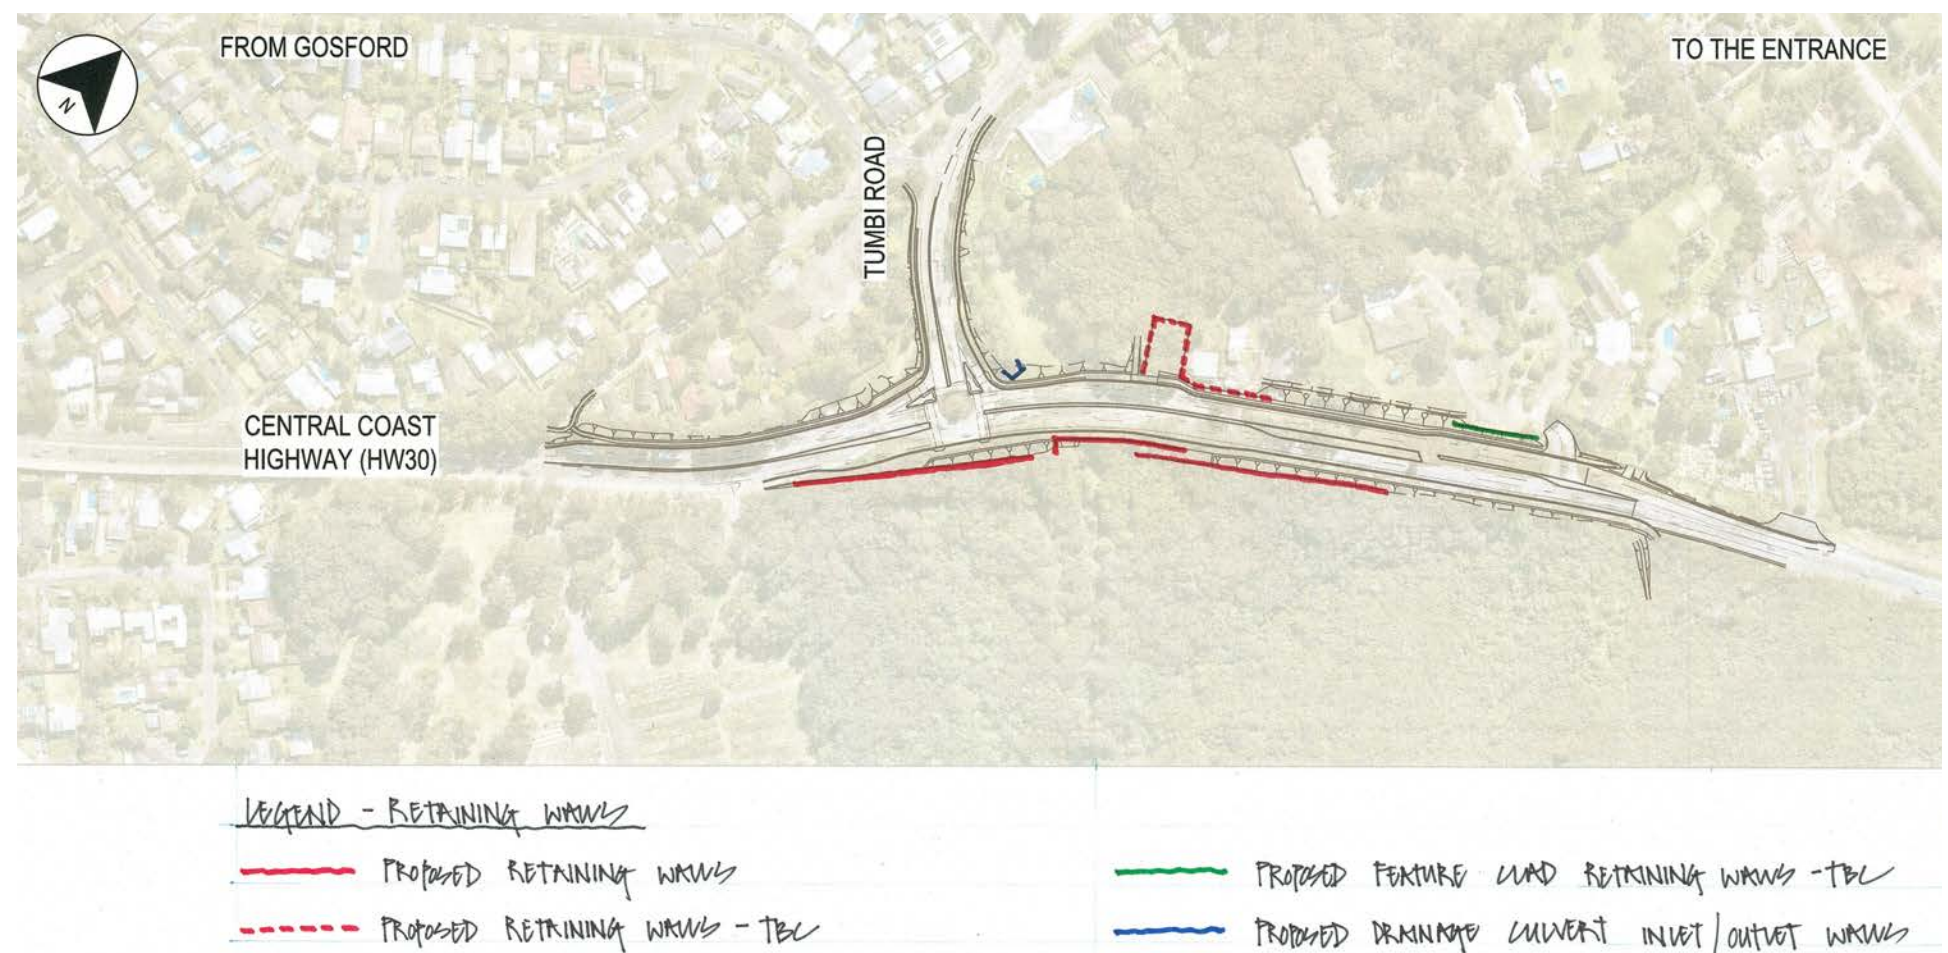 FROM GOSFORD
TO THE ENTRANCE
N
TUMBI ROAD
CENTRAL COAST
HIGHWAY (HW30)
LEGEND - RETAINING WALLS
PROPOSED RETAINING WALLS
PROPOSED RETAINING WALLS - TBC
PROPOSED FEATURE CLAD RETAINING WALLS - TBC
PROPOSED DRAINAGE CULVERT INLET/OUTLET WALLS